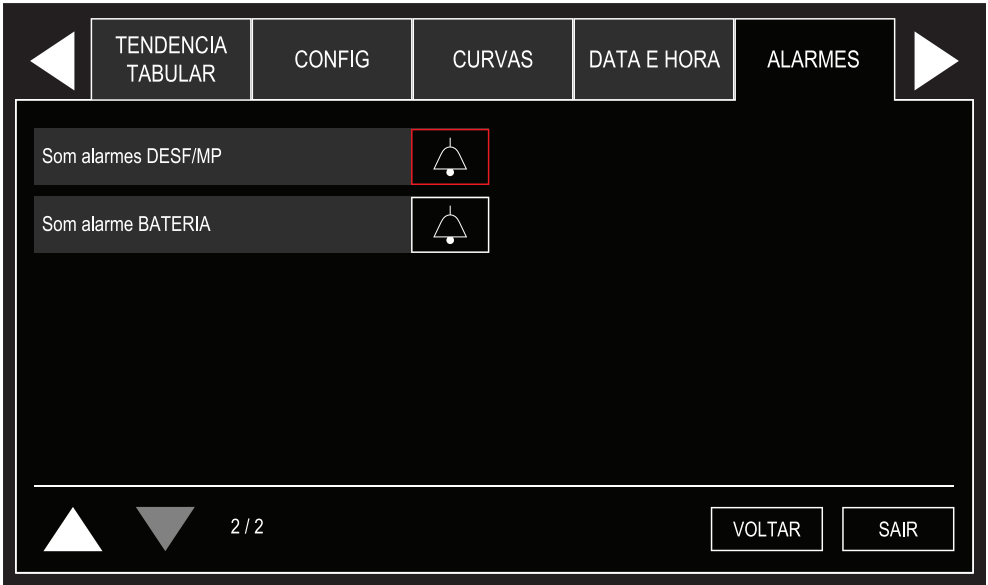 TENDENCIA
TABULAR
CONFIG
CURVAS
DATA E HORA
ALARMES
Som alarmes DESF/MP
Som alarme BATERIA
2 / 2
VOLTAR
SAIR